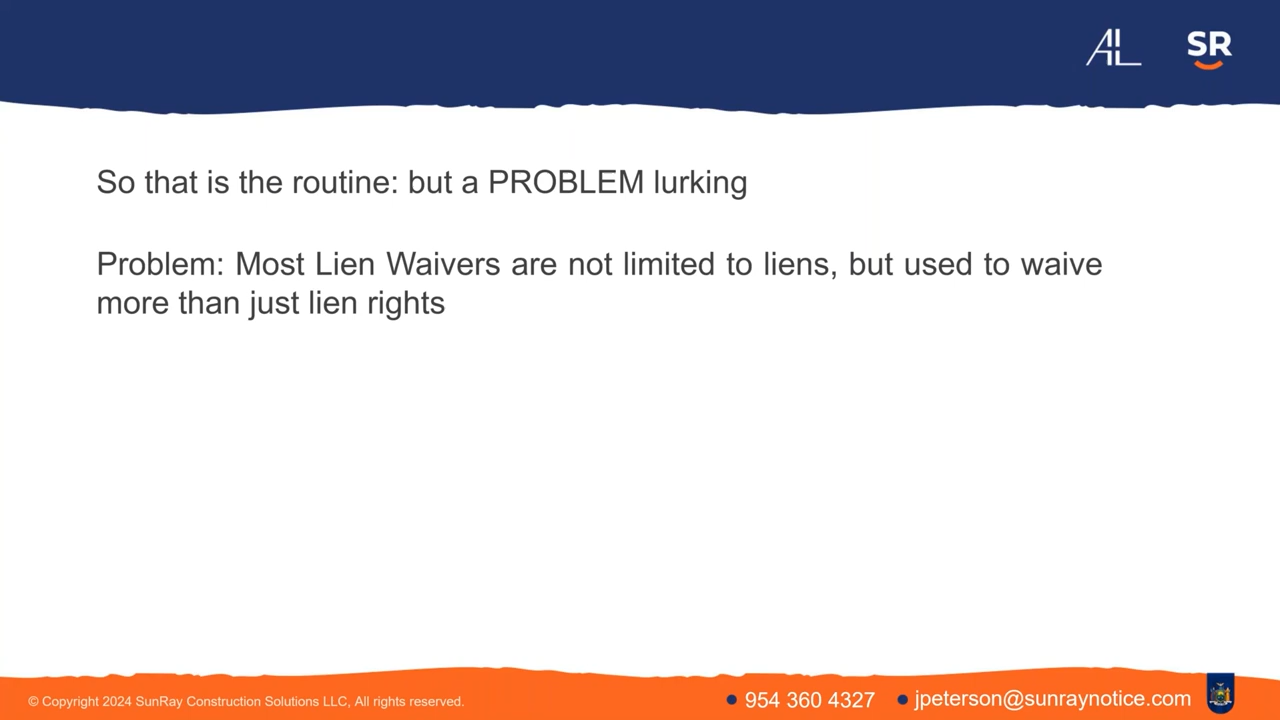 AL
SR
So that is the routine: but a PROBLEM lurking
Problem: Most Lien Waivers are not limited to liens, but used to waive
more than just lien rights
© Copyright 2024 SunRay Construction Solutions LLC, All rights reserved.
954 360 4327
jpeterson@sunraynotice.com